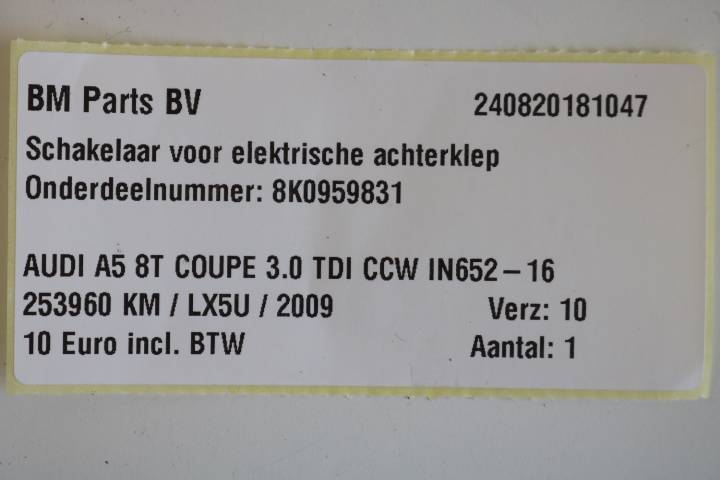 BM Parts BV 240820181047
Schakelaar voor elektrische achterklep
Onderdeelnummer: 8K0959831
AUDI A5 8T COUPE 3.0 TDI CCW IN652-16
253960 KM / LX5U / 2009 Verz: 10
10 Euro incl. BTW Aantal: 1